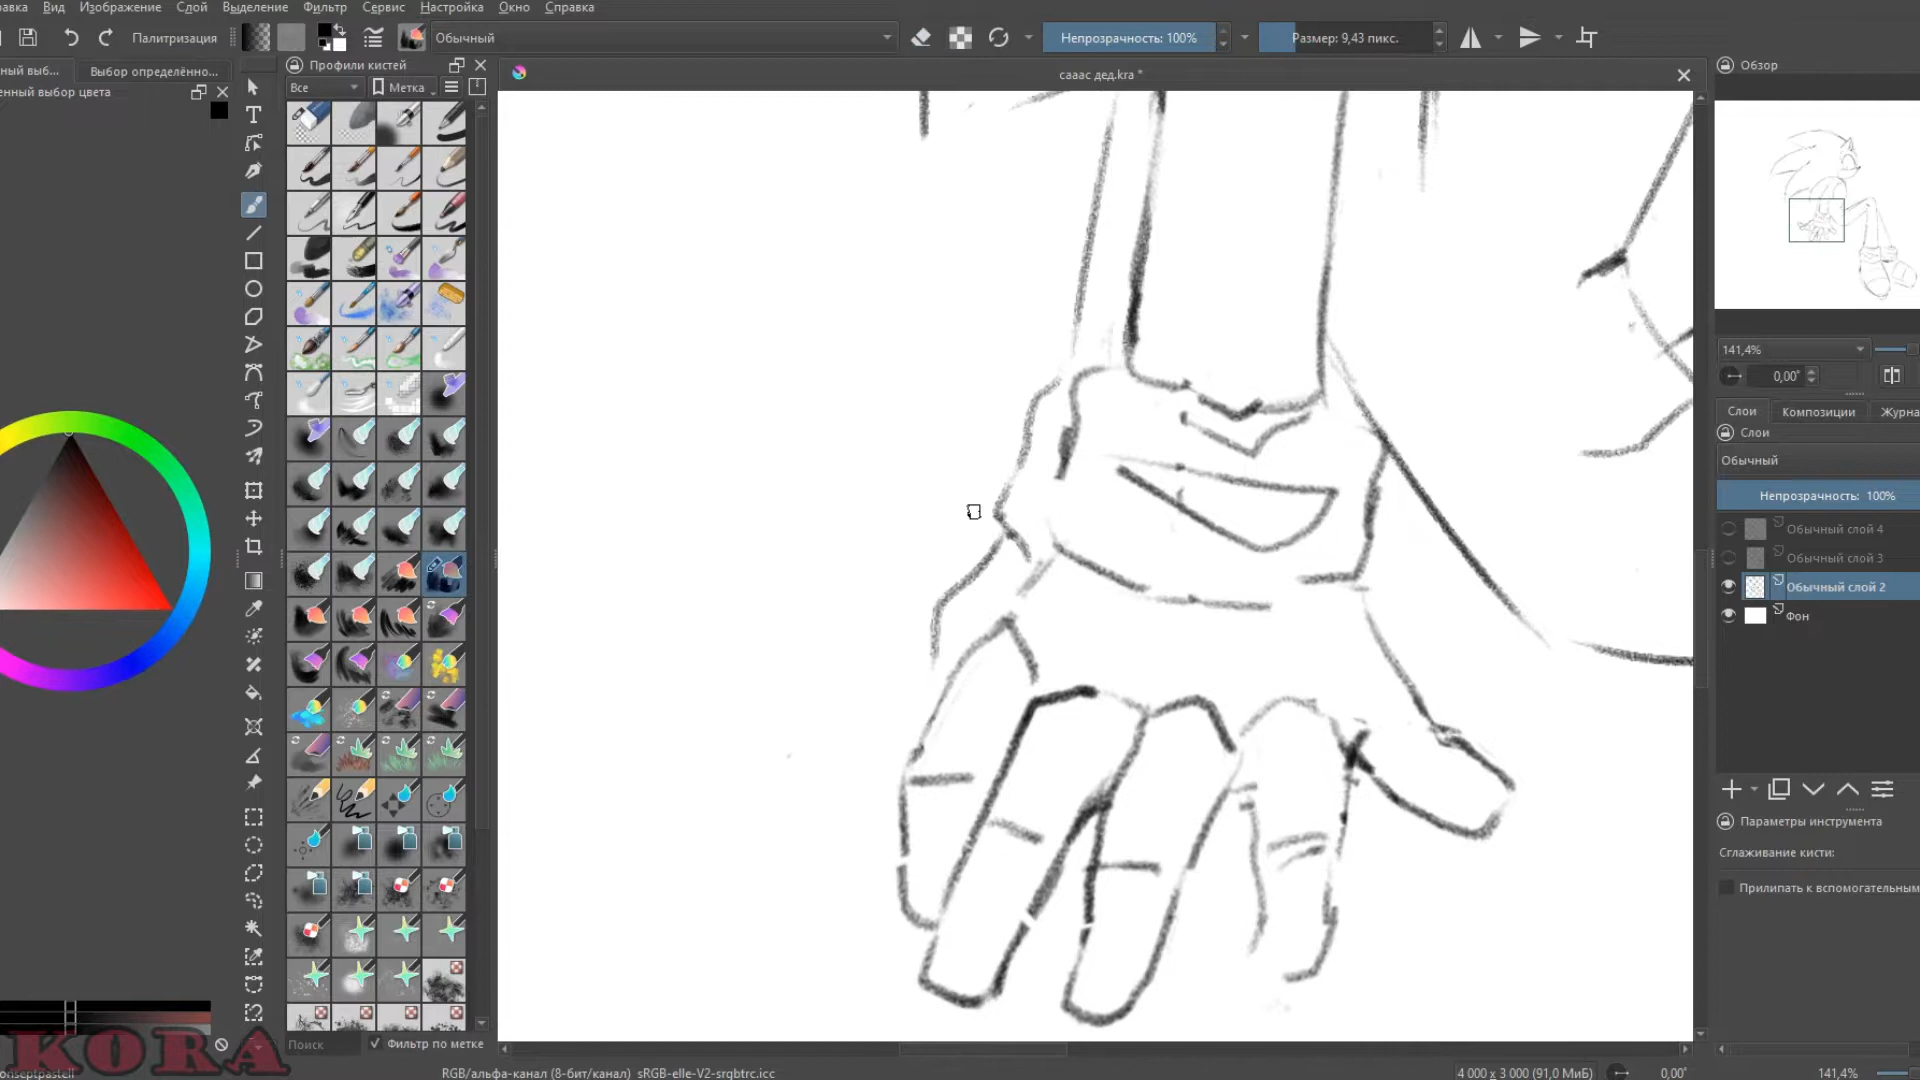 равка Вид Изображение Слой Выделение Фильтр Сервис Настройка Окно Справка
Палитризация Обычный Непрозрачность: 100% Размер: 9,43 пикс.
ный выб... Выбор определённо... Профили кистей сааас дед.kra * Обзор
енный выбор цвета Все Метка
141,4%
0,00°
Слои Композиции Журна
Слои
Обычный
Непрозрачность: 100%
Обычный слой 4
Обычный слой 3
Обычный слой 2
Фон
Параметры инструмента
Сглаживание кисти:
Прилипать к вспомогательным
KORA
Поиск Фильтр по метке
онсептpastell RGB/альфа-канал (8-бит/канал) sRGB-elle-V2-srgbtrc.icc 4 000 x 3 000 (91,0 МиБ) 0,00° 141,4%